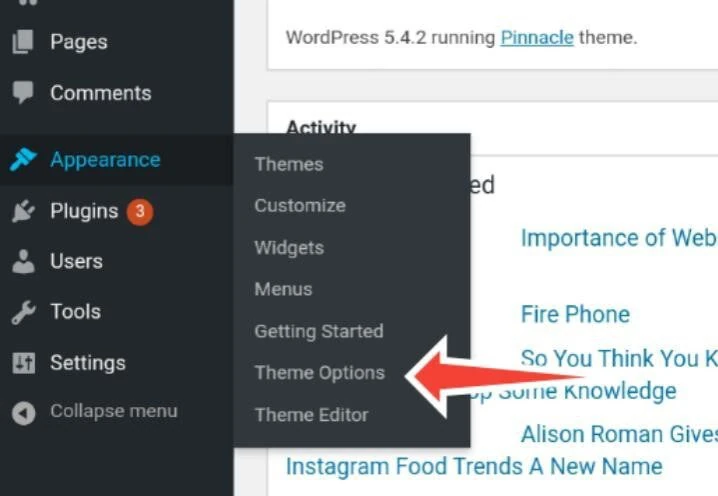 Pages
Comments
Appearance
Plugins 3
Users
Tools
Settings
Collapse menu
Themes
Customize
Widgets
Menus
Getting Started
Theme Options
Theme Editor
WordPress 5.4.2 running Pinnacle theme.
Activity
ed
Importance of Web
Fire Phone
So You Think You K
Some Knowledge
Alison Roman Gives
Instagram Food Trends A New Name